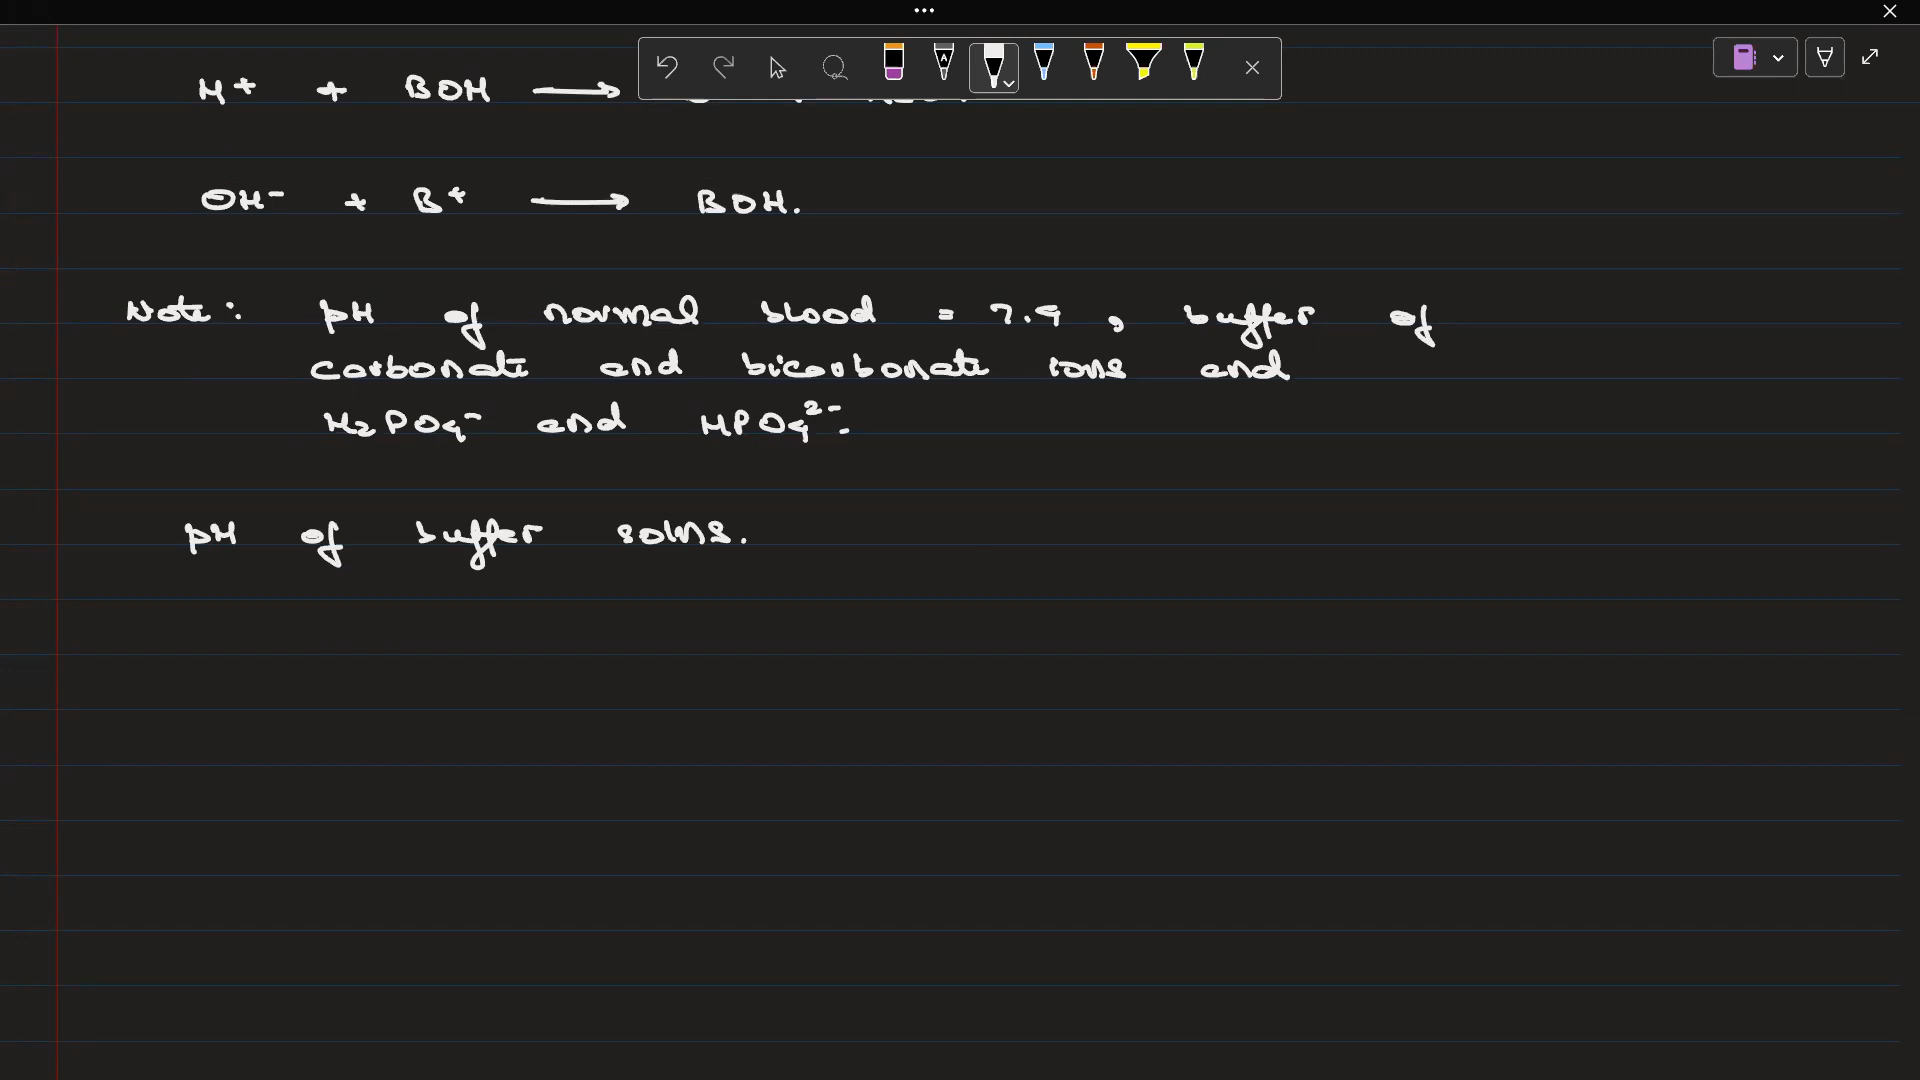 H⁺ + BOH ⟶
OH⁻ + B⁺ ⟶ BOH.
Note: pH of normal blood = 7.4, buffer of
carbonate and bicarbonate ions and
H₂PO₄⁻ and HPO₄²⁻.
pH of buffer solns.